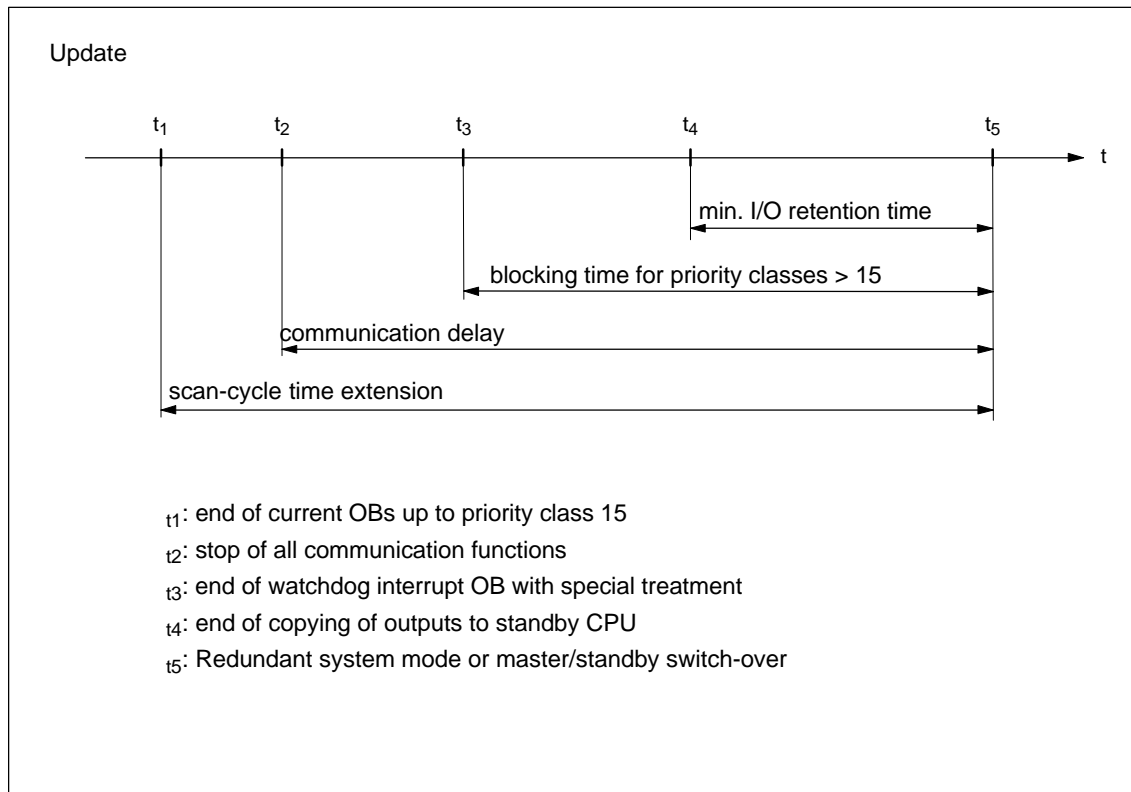 Update
t1 t2 t3 t4 t5
t
min. I/O retention time
blocking time for priority classes > 15
communication delay
scan-cycle time extension
t1: end of current OBs up to priority class 15
t2: stop of all communication functions
t3: end of watchdog interrupt OB with special treatment
t4: end of copying of outputs to standby CPU
t5: Redundant system mode or master/standby switch-over